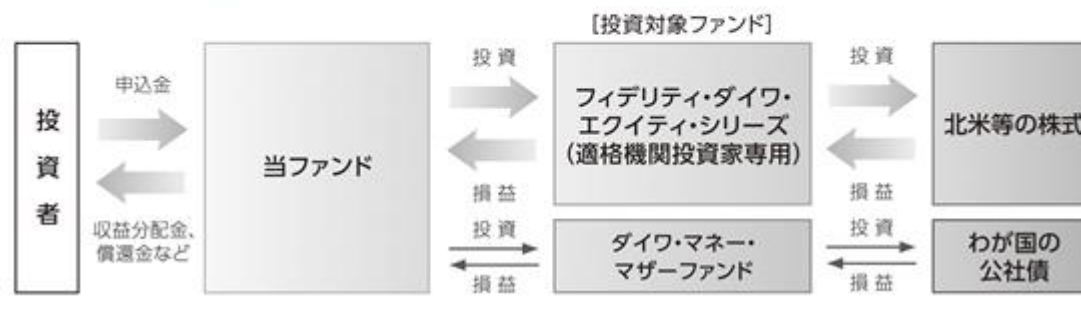 [投資対象ファンド]
投資者
申込金
収益分配金、
償還金など
当ファンド
投資
損益
投資
損益
フィデリティ・ダイワ・
エクイティ・シリーズ
(適格機関投資家専用)
ダイワ・マネー・
マザーファンド
投資
損益
投資
損益
北米等の株式
わが国の
公社債